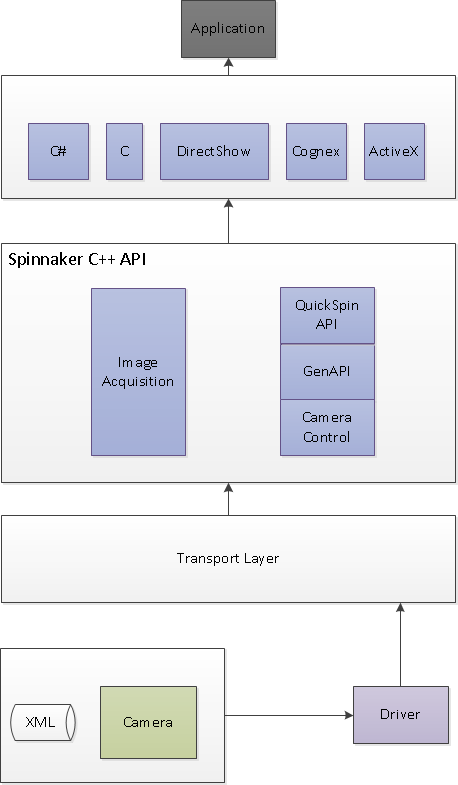 Application
C#
C
DirectShow
Cognex
ActiveX
Spinnaker C++ API
Image
Acquisition
QuickSpin
API
GenAPI
Camera
Control
Transport Layer
XML
Camera
Driver